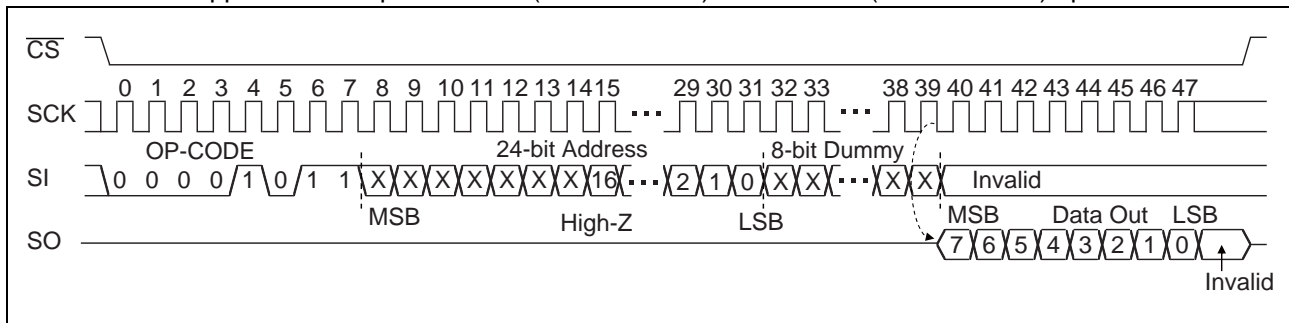 CS
0 1 2 3 4 5 6 7 8 9 10 11 12 13 14 15 29 30 31 32 33 38 39 40 41 42 43 44 45 46 47
SCK
OP-CODE 24-bit Address 8-bit Dummy
SI 0 0 0 0 1 0 1 1 X X X X X X X 16 2 1 0 X X X X Invalid
MSB High-Z LSB MSB Data Out LSB
SO 7 6 5 4 3 2 1 0
Invalid